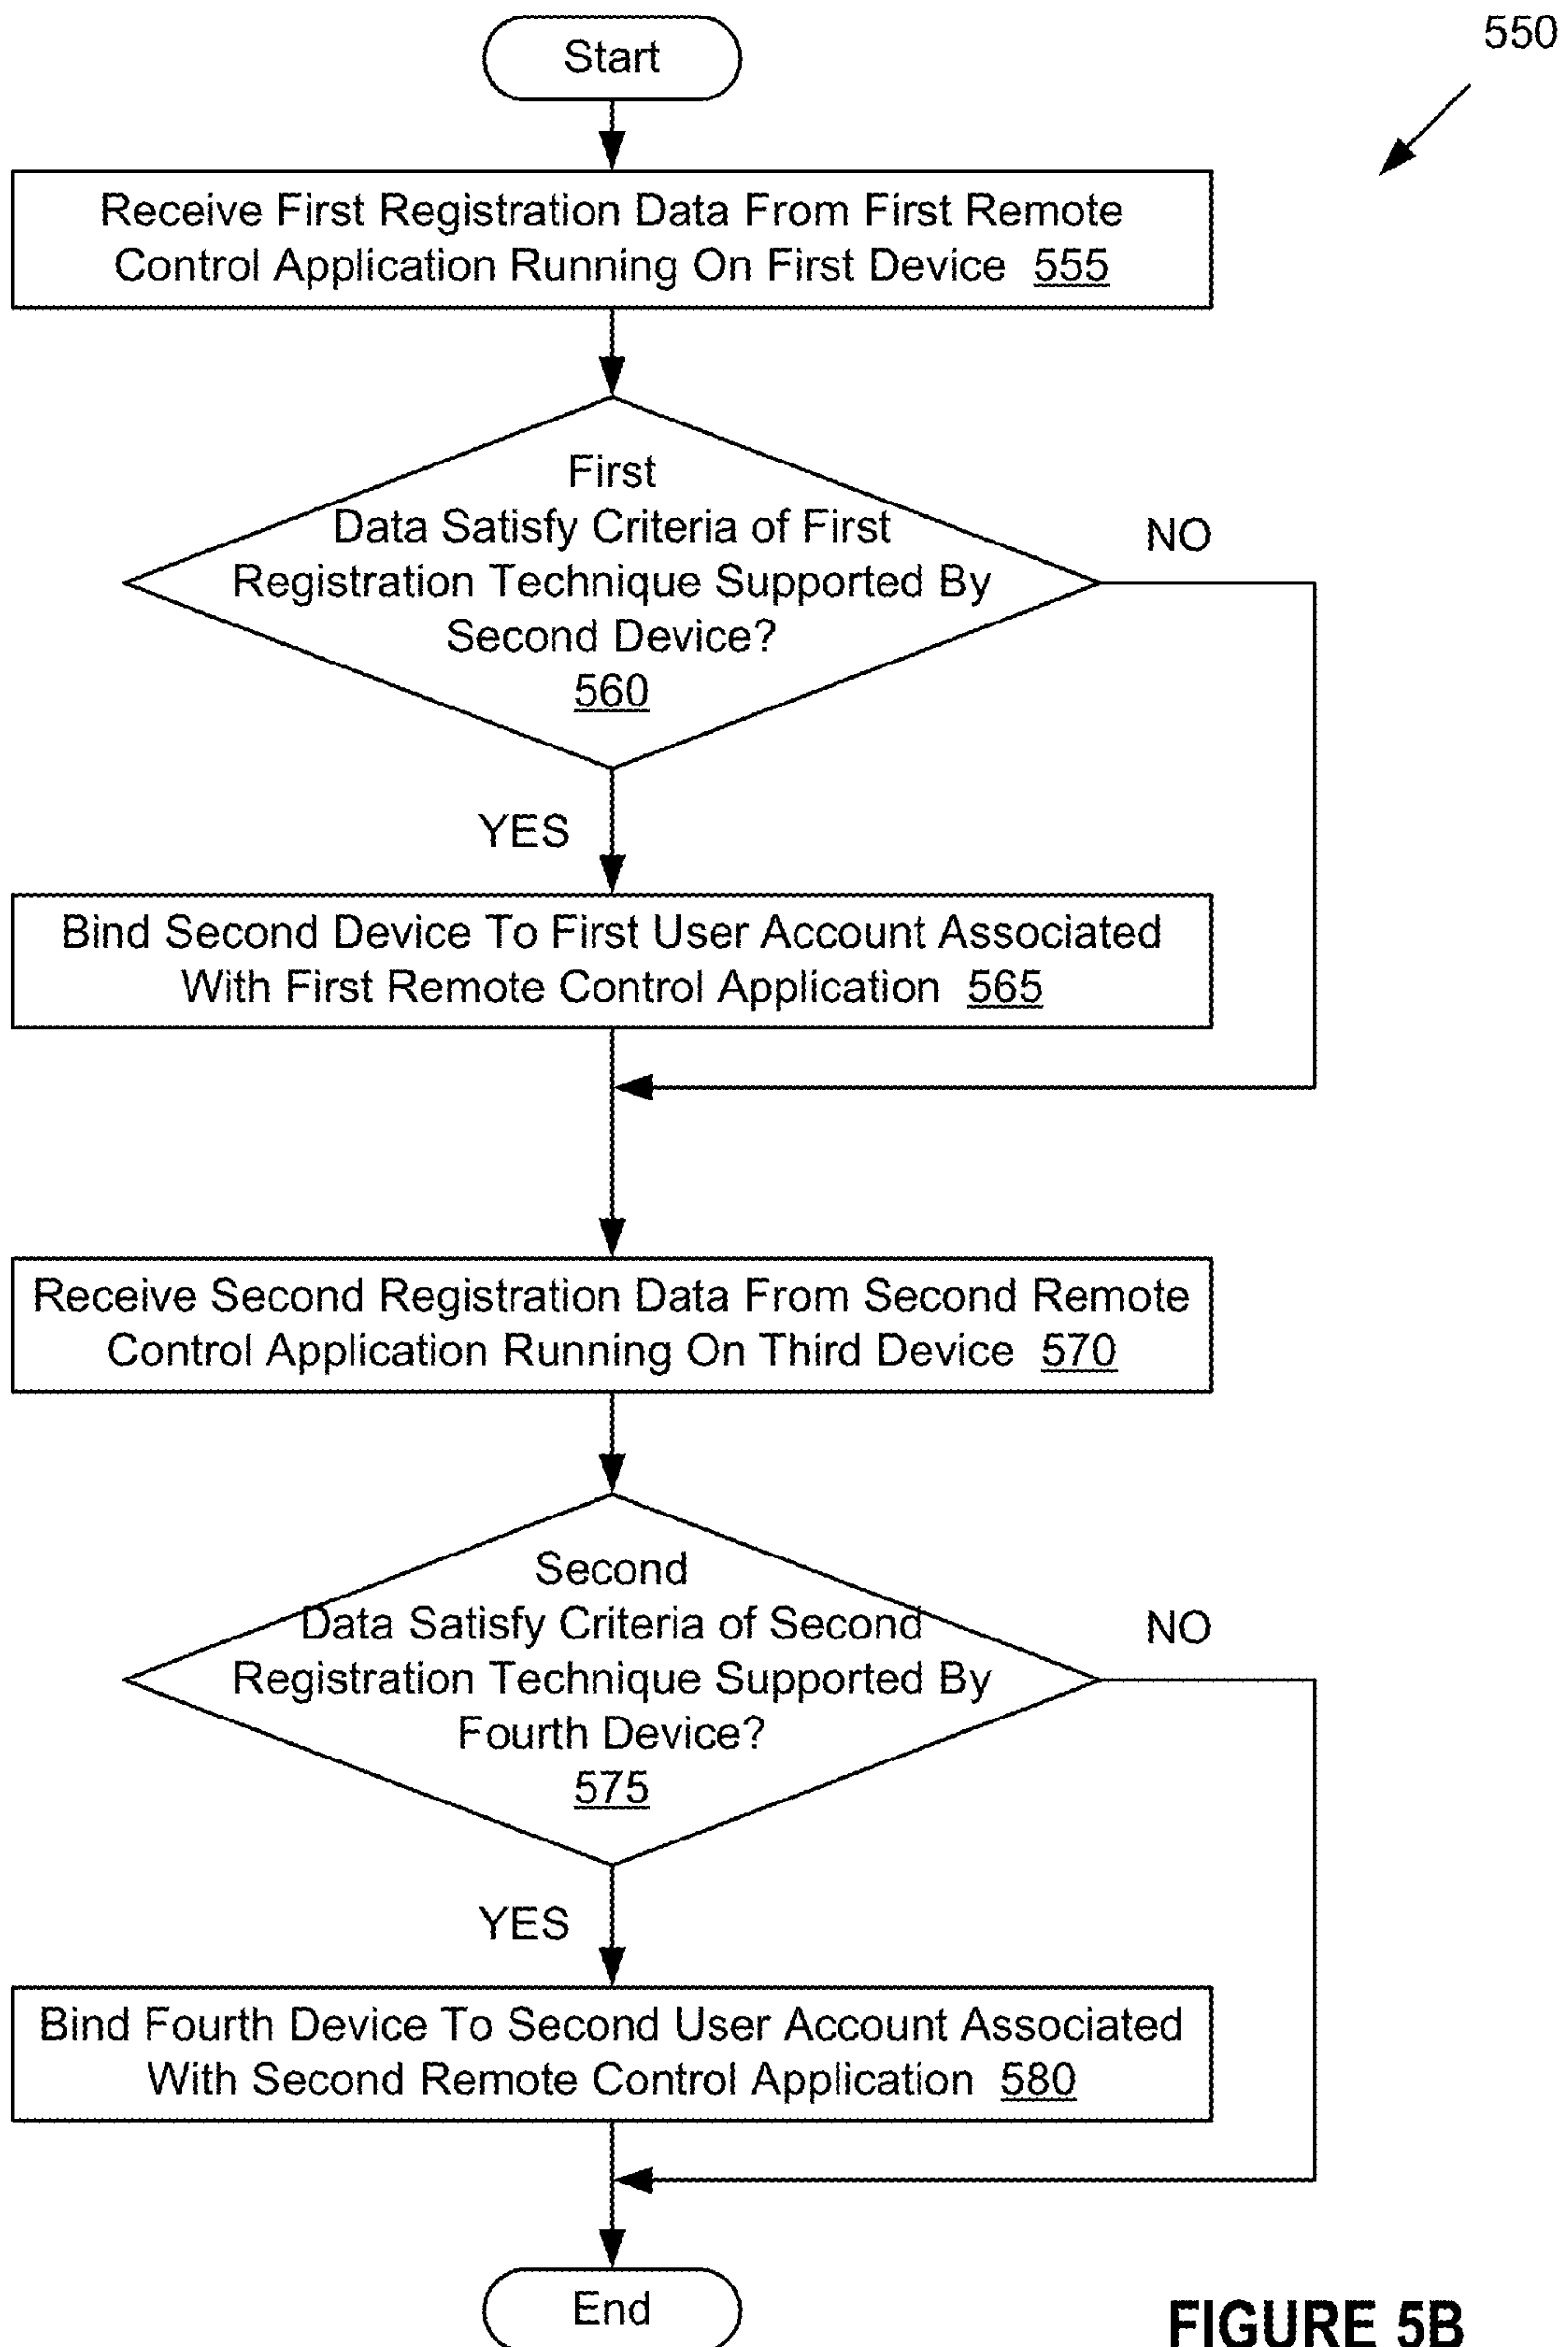 Start
550
Receive First Registration Data From First Remote
Control Application Running On First Device 555
First
Data Satisfy Criteria of First
Registration Technique Supported By
Second Device?
560
NO
YES
Bind Second Device To First User Account Associated
With First Remote Control Application 565
Receive Second Registration Data From Second Remote
Control Application Running On Third Device 570
Second
Data Satisfy Criteria of Second
Registration Technique Supported By
Fourth Device?
575
NO
YES
Bind Fourth Device To Second User Account Associated
With Second Remote Control Application 580
End
FIGURE 5B